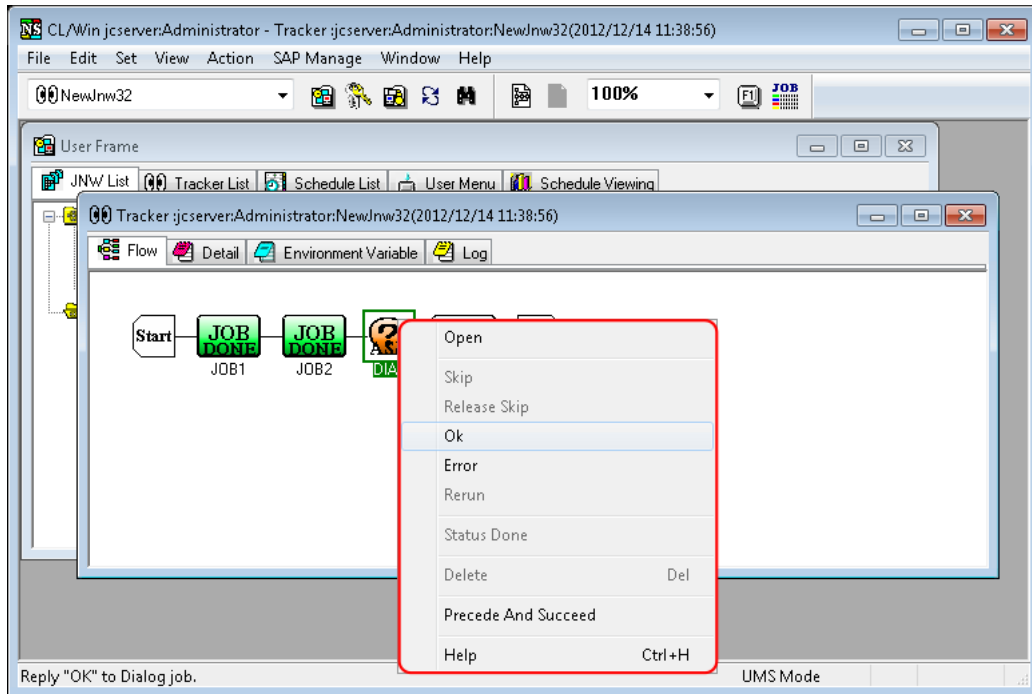 NS CL/Win jcserver:Administrator - Tracker :jcserver:Administrator:NewJnw32(2012/12/14 11:38:56)
File Edit Set View Action SAP Manage Window Help
NewJnw32 100% F1 JOB
User Frame
JNW List Tracker List Schedule List User Menu Schedule Viewing
Tracker :jcserver:Administrator:NewJnw32(2012/12/14 11:38:56)
Flow Detail Environment Variable Log
Start JOB DONE JOB DONE ? AS
JOB1 JOB2 DIA
Open
Skip
Release Skip
Ok
Error
Rerun
Status Done
Delete Del
Precede And Succeed
Help Ctrl+H
Reply "OK" to Dialog job. UMS Mode